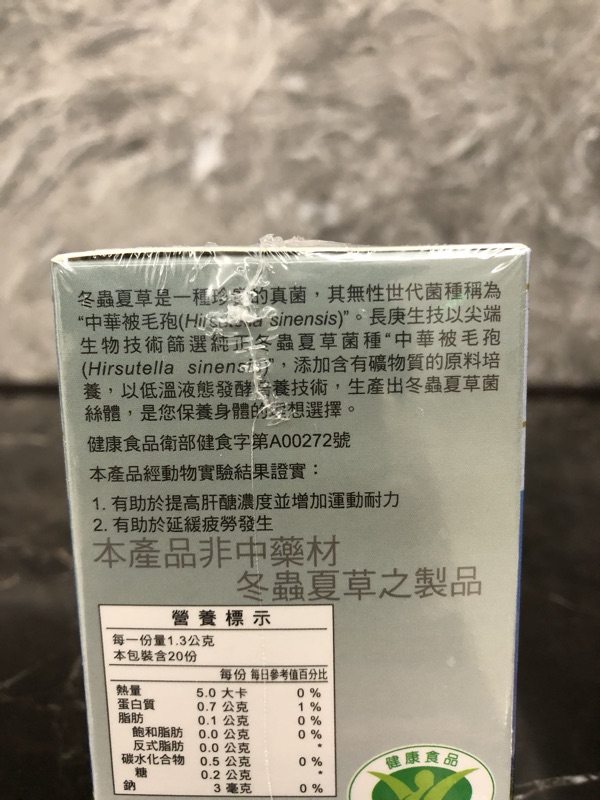 冬蟲夏草是一種珍貴的真菌，其無性世代菌種稱為
“中華被毛孢(Hirsutella sinensis)”。長庚生技以尖端
生物技術篩選純正冬蟲夏草菌種“中華被毛孢
(Hirsutella sinensis)”，添加含有礦物質的原料培
養，以低溫液態發酵培養技術，生產出冬蟲夏草菌
絲體，是您保養身體的理想選擇。
健康食品衛部健食字第A00272號
本產品經動物實驗結果證實：
1. 有助於提高肝醣濃度並增加運動耐力
2. 有助於延緩疲勞發生
本產品非中藥材
冬蟲夏草之製品
營養標示
每一份量1.3公克
本包裝含20份
每份 每日參考值百分比
熱量 5.0 大卡 0 %
蛋白質 0.7 公克 1 %
脂肪 0.1 公克 0 %
飽和脂肪 0.0 公克 0 %
反式脂肪 0.0 公克 *
碳水化合物 0.5 公克 0 %
糖 0.2 公克 *
鈉 3 毫克 0 %
健康食品